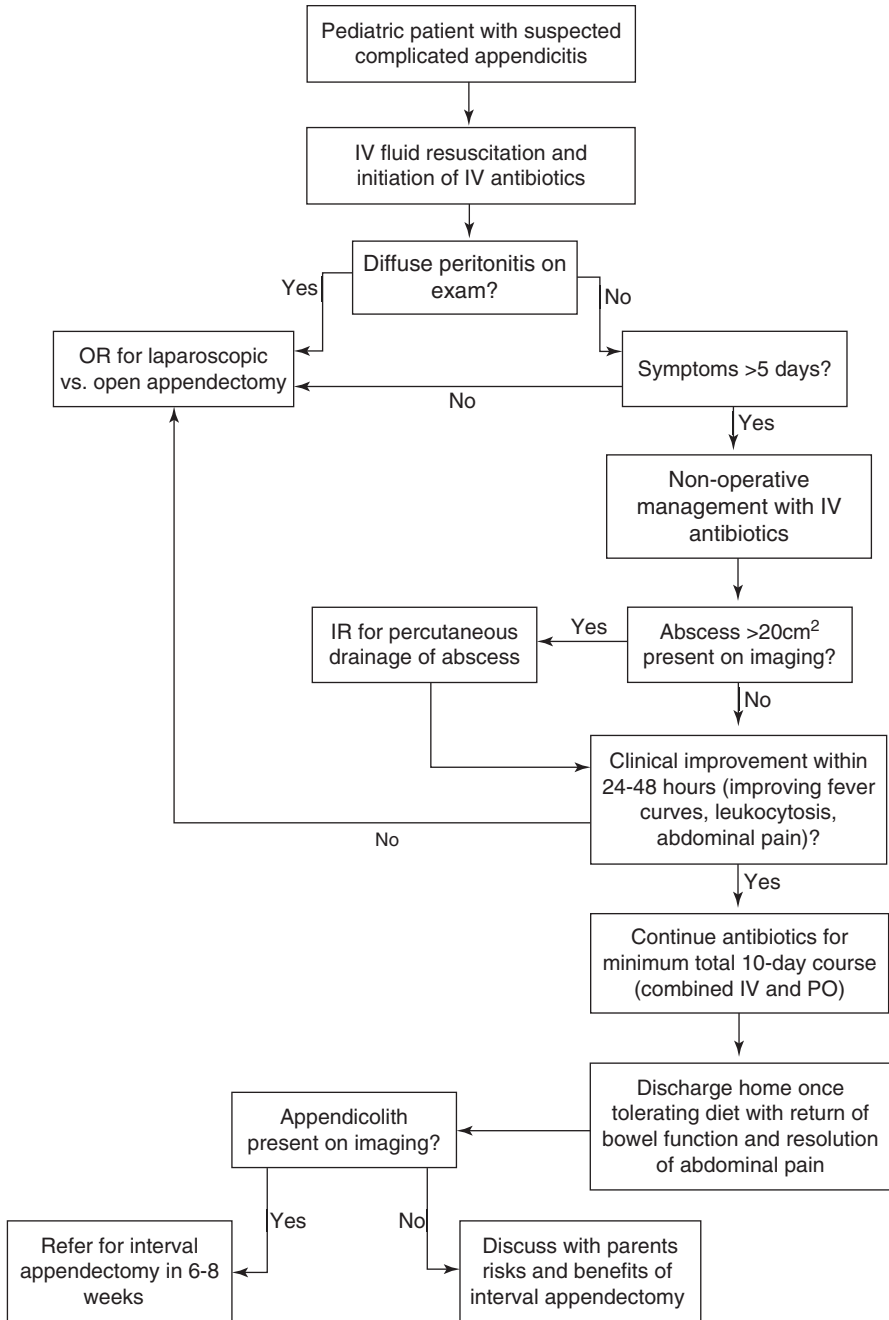 Pediatric patient with suspected
complicated appendicitis
IV fluid resuscitation and
initiation of IV antibiotics
Diffuse peritonitis on
exam?
Yes
No
OR for laparoscopic
vs. open appendectomy
Symptoms >5 days?
No
Yes
Non-operative
management with IV
antibiotics
IR for percutaneous
drainage of abscess
Yes
Abscess >20cm²
present on imaging?
No
Clinical improvement within
24-48 hours (improving fever
curves, leukocytosis,
abdominal pain)?
No
Yes
Continue antibiotics for
minimum total 10-day course
(combined IV and PO)
Discharge home once
tolerating diet with return of
bowel function and resolution
of abdominal pain
Appendicolith
present on imaging?
Yes
No
Refer for interval
appendectomy in 6-8
weeks
Discuss with parents
risks and benefits of
interval appendectomy